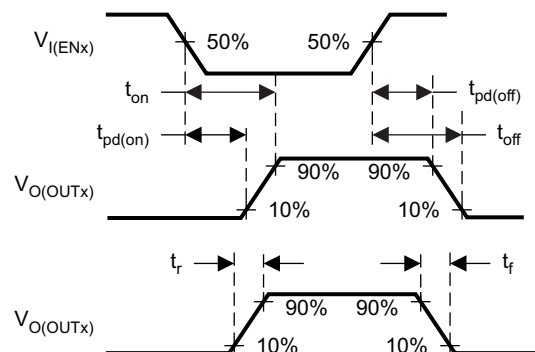 V_I(ENx)
50% 50%
t_on t_pd(off)
t_pd(on) t_off
V_O(OUTx)
90% 90%
10% 10%
t_r t_f
V_O(OUTx)
90% 90%
10% 10%